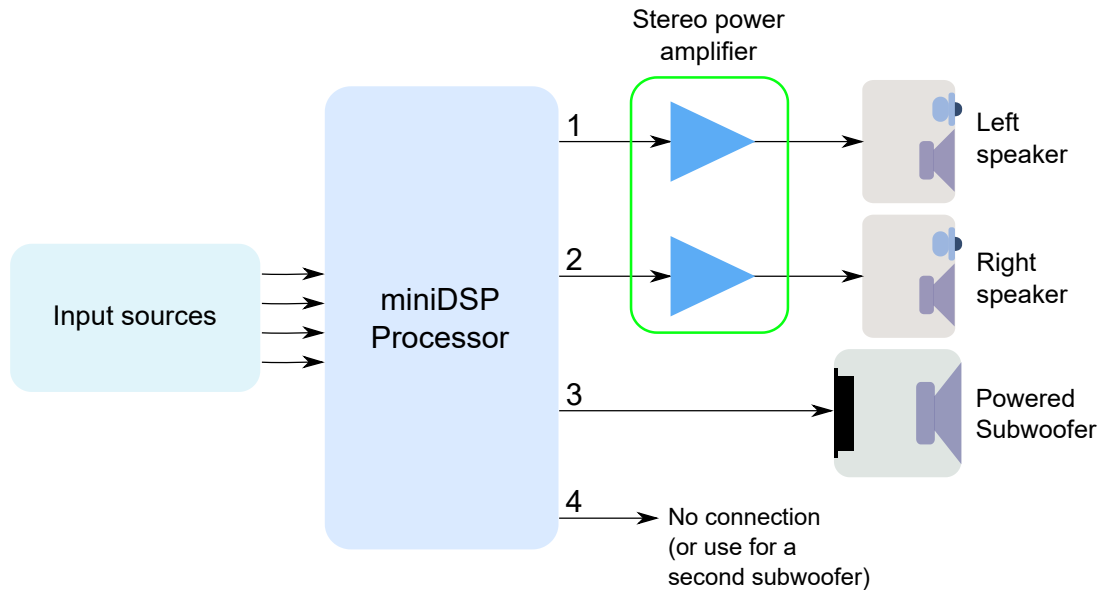 Stereo power
amplifier
1
Left
speaker
2
Right
speaker
Input sources
miniDSP
Processor
3
Powered
Subwoofer
4
No connection
(or use for a
second subwoofer)